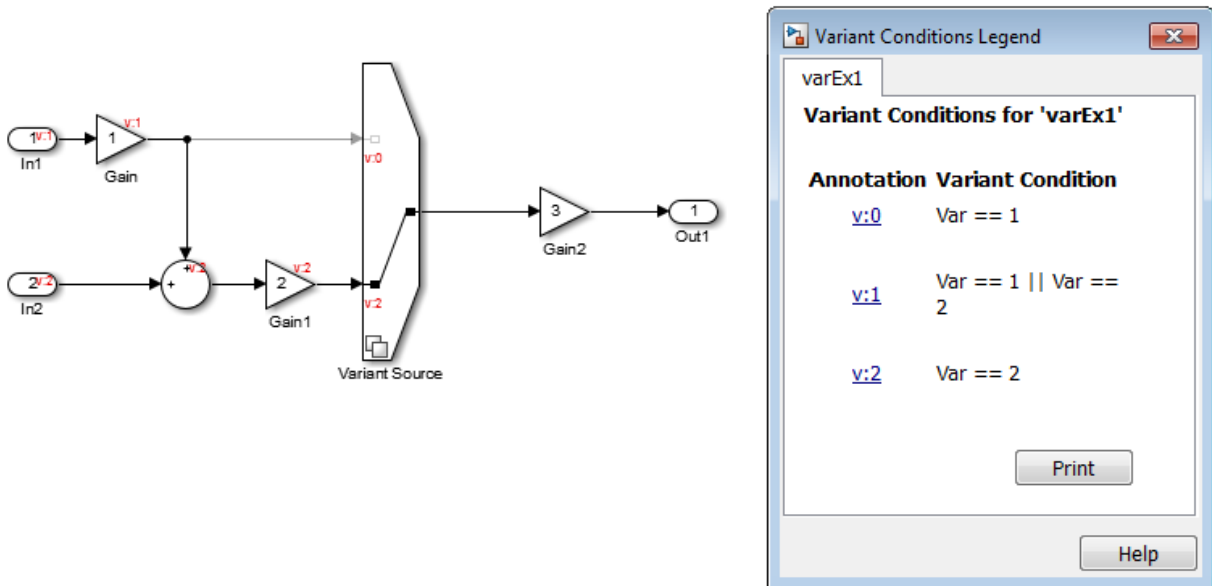 v:1
1 v:1
1
In1
Gain
v:0
3
1
Gain2
Out1
+
v:2
+
v:2
2 v:2
2
In2
Gain1
v:2
Variant Source
Variant Conditions Legend
varEx1
Variant Conditions for 'varEx1'
Annotation Variant Condition
v:0 Var == 1
v:1 Var == 1 || Var ==
2
v:2 Var == 2
Print
Help